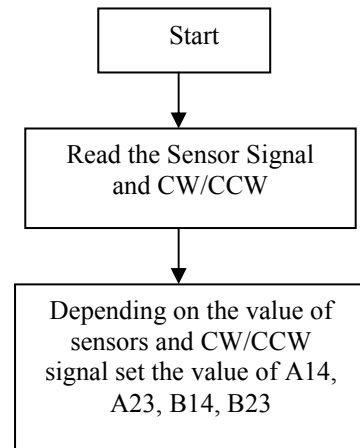 Start
Read the Sensor Signal
and CW/CCW
Depending on the value of
sensors and CW/CCW
signal set the value of A14,
A23, B14, B23